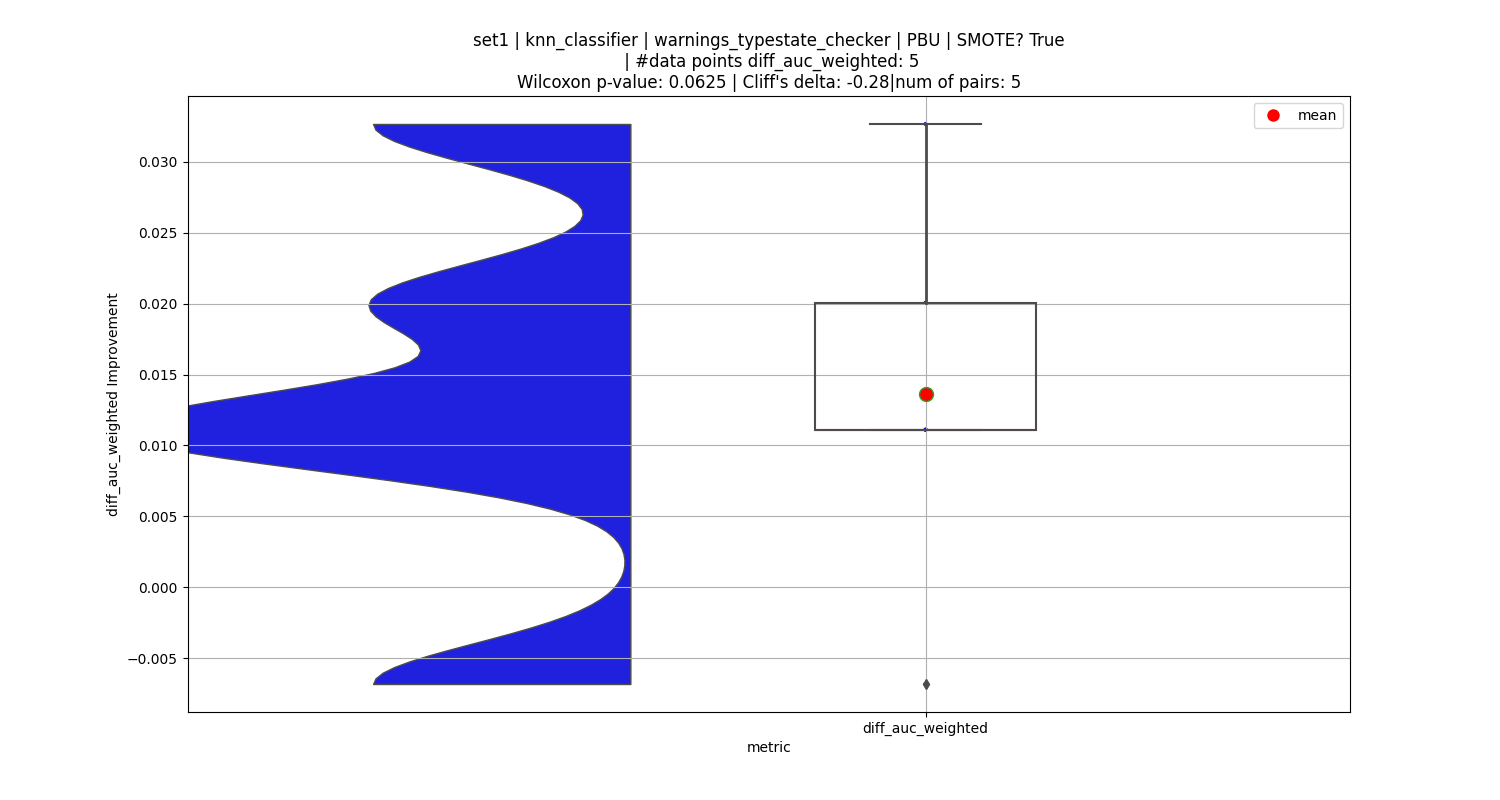 set1 | knn_classifier | warnings_typestate_checker | PBU | SMOTE? True
| #data points diff_auc_weighted: 5
Wilcoxon p-value: 0.0625 | Cliff's delta: -0.28|num of pairs: 5
mean
0.030
0.025
0.020
0.015
0.010
0.005
0.000
−0.005
diff_auc_weighted Improvement
diff_auc_weighted
metric